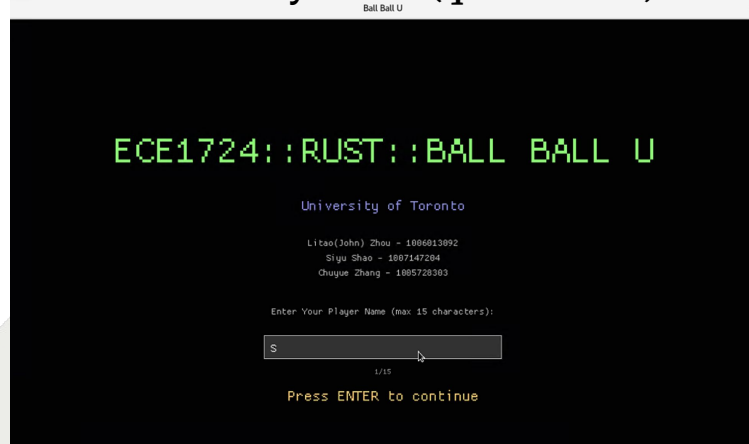 Ball Ball U
ECE1724::RUST::BALL BALL U
University of Toronto
Litao(John) Zhou - 1006013092
Siyu Shao - 1007147204
Chuyue Zhang - 1005728303
Enter Your Player Name (max 15 characters):
S
1/15
Press ENTER to continue